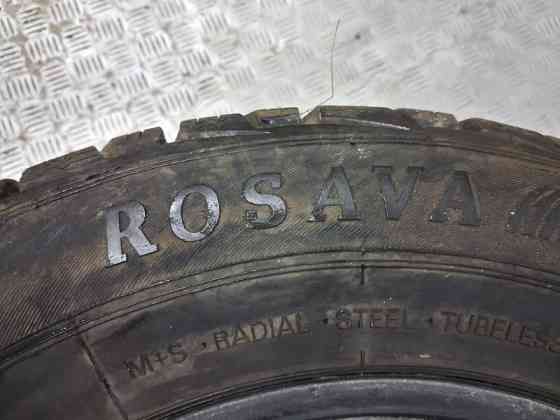 ROSAVA
M+S · RADIAL · STEEL · TUBELESS